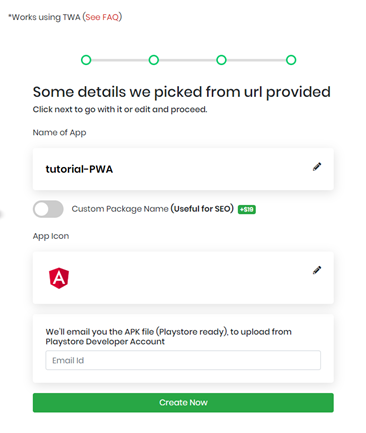 *Works using TWA (See FAQ)
Some details we picked from url provided
Click next to go with it or edit and proceed.
Name of App
tutorial-PWA
Custom Package Name (Useful for SEO) +$19
App Icon
A
We'll email you the APK file (Playstore ready), to upload from
Playstore Developer Account
Email Id
Create Now